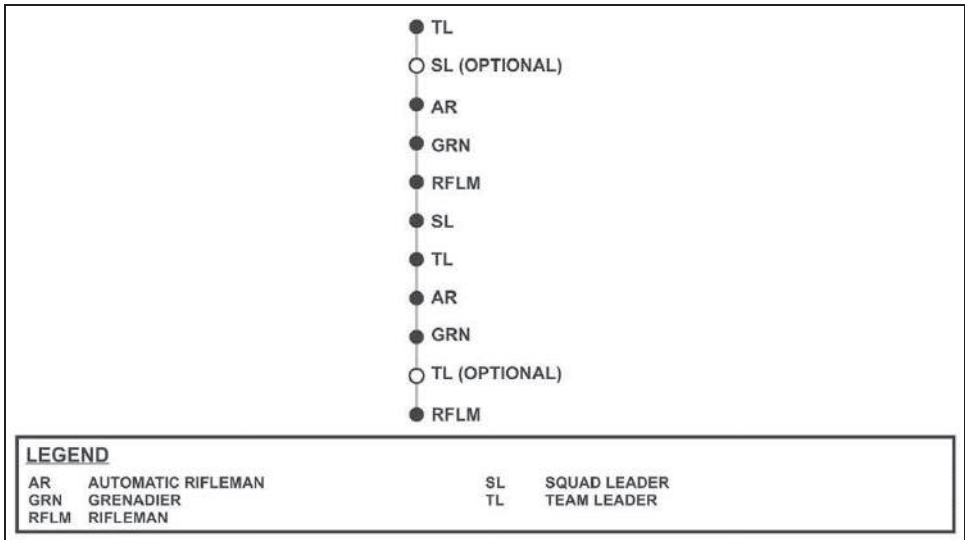 TL
SL (OPTIONAL)
AR
GRN
RFLM
SL
TL
AR
GRN
TL (OPTIONAL)
RFLM
LEGEND
AR AUTOMATIC RIFLEMAN
GRN GRENADIER
RFLM RIFLEMAN
SL SQUAD LEADER
TL TEAM LEADER